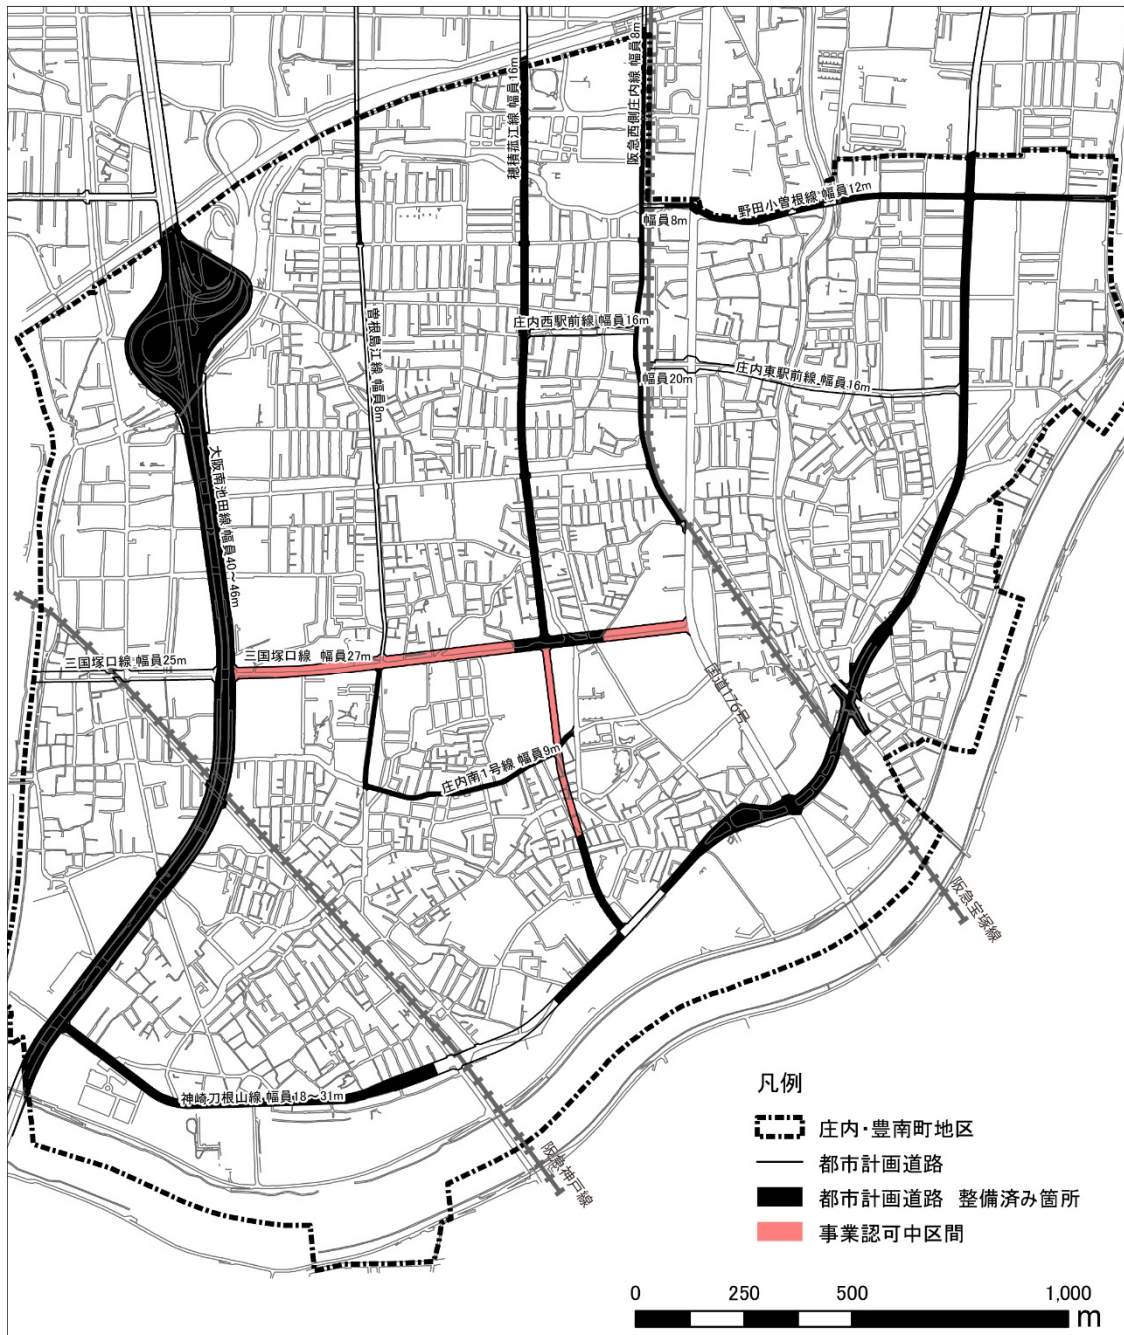 穂積菰江線 幅員16m
阪急西側庄内線 幅員8m
野田小曽根線 幅員12m
幅員8m
曽根島江線 幅員8m
庄内西駅前線 幅員16m
幅員20m
庄内東駅前線 幅員16m
大阪南池田線 幅員40~46m
三国塚口線 幅員25m
三国塚口線 幅員27m
国道176号
庄内南1号線 幅員9m
阪急宝塚線
神崎刀根山線 幅員18~31m
阪急神戸線
凡例
庄内・豊南町地区
都市計画道路
都市計画道路 整備済み箇所
事業認可中区間
0 250 500 1,000
m